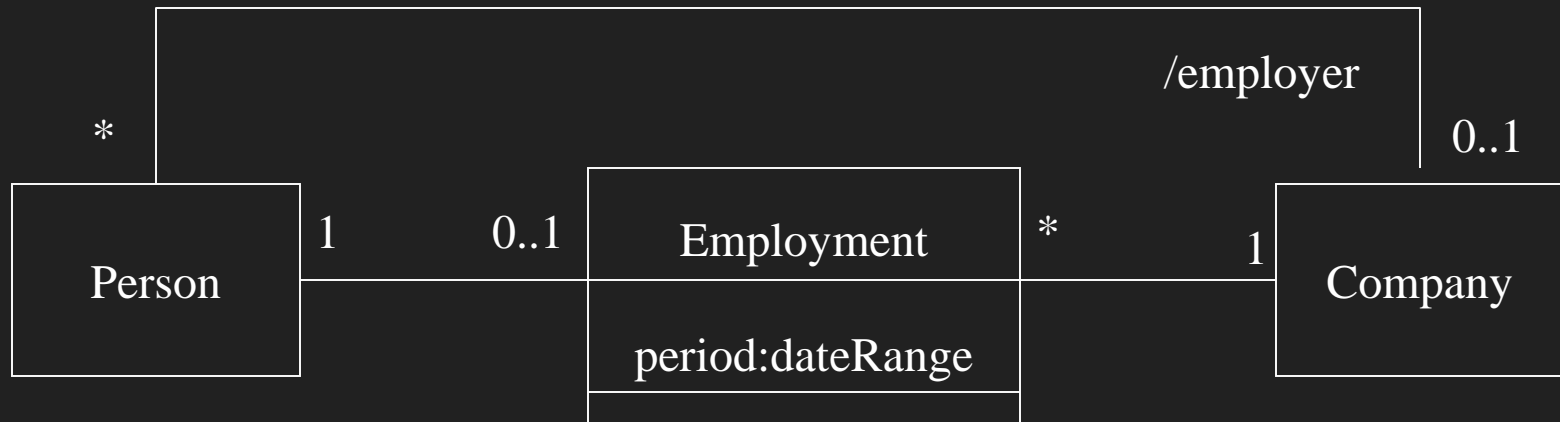 /employer
*
0..1
1
0..1
Employment
*
1
Person
Company
period:dateRange